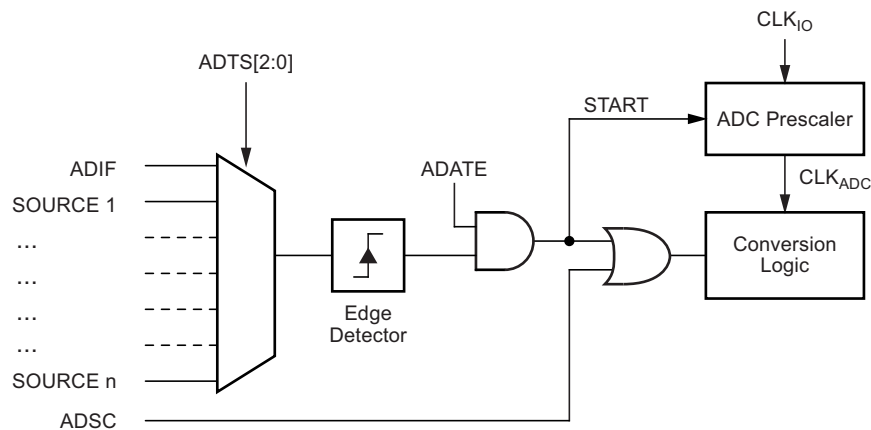 CLK_IO
ADTS[2:0]
START
ADC Prescaler
ADIF
ADATE
CLK_ADC
SOURCE 1
...
...
Conversion
Logic
...
Edge
Detector
...
SOURCE n
ADSC